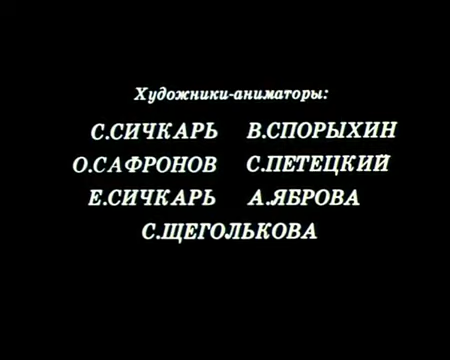 Художники-аниматоры:
С.СИЧКАРЬ В.СПОРЫХИН
О.САФРОНОВ С.ПЕТЕЦКИЙ
Е.СИЧКАРЬ А.ЯБРОВА
С.ЩЕГОЛЬКОВА